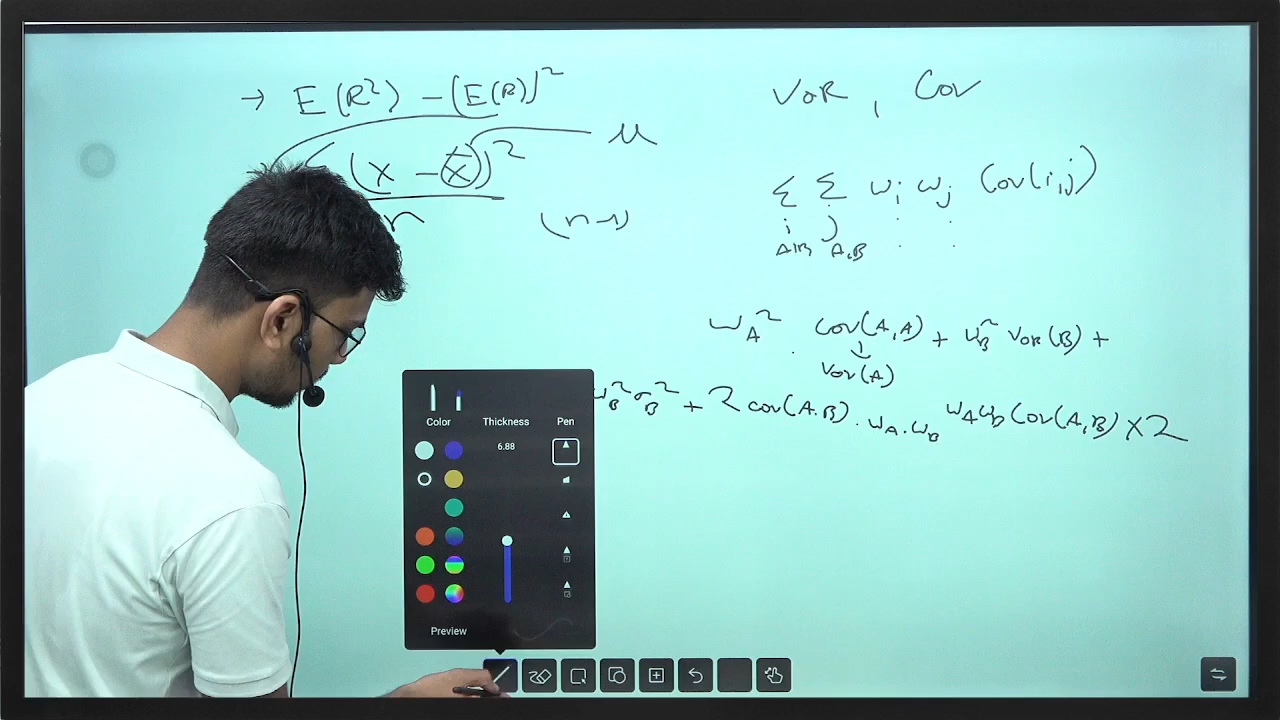 → E(R²) – (E(R))²
μ
(x – x̄)²
n
(n-1)
Var , Cov
Σ Σ wᵢ wⱼ Cov(i,j)
i j
A,B A,B
w_A² . Cov(A,A) + w_B² Var(B) +
Var(A)
w_B² σ_B² + 2 Cov(A.B) . w_A . w_B
w_A w_B Cov(A,B) × 2
Color Thickness Pen
6.88
Preview